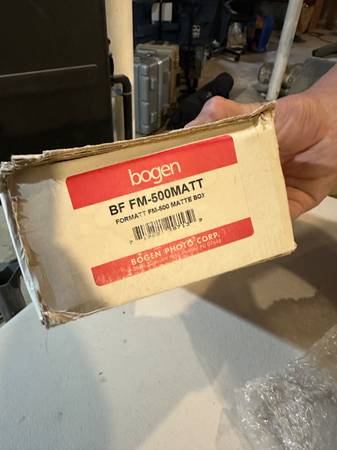 bogen
BF FM-500MATT
FORMATT FM-500 MATTE BOX
BOGEN PHOTO CORP.